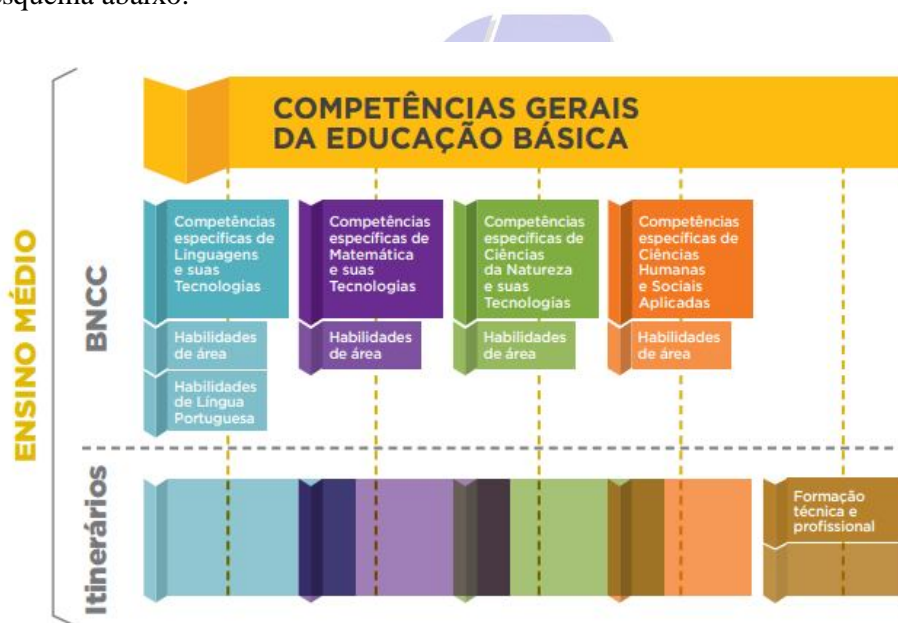 esquema abaixo.
COMPETÊNCIAS GERAIS
DA EDUCAÇÃO BÁSICA
ENSINO MÉDIO
BNCC
Competências
específicas de
Linguagens
e suas
Tecnologias
Habilidades
de área
Habilidades
de Língua
Portuguesa
Competências
específicas de
Matemática
e suas
Tecnologias
Habilidades
de área
Competências
específicas de
Ciências
da Natureza
e suas
Tecnologias
Habilidades
de área
Competências
específicas de
Ciências
Humanas
e Sociais
Aplicadas
Habilidades
de área
Itinerários
Formação
técnica e
profissional